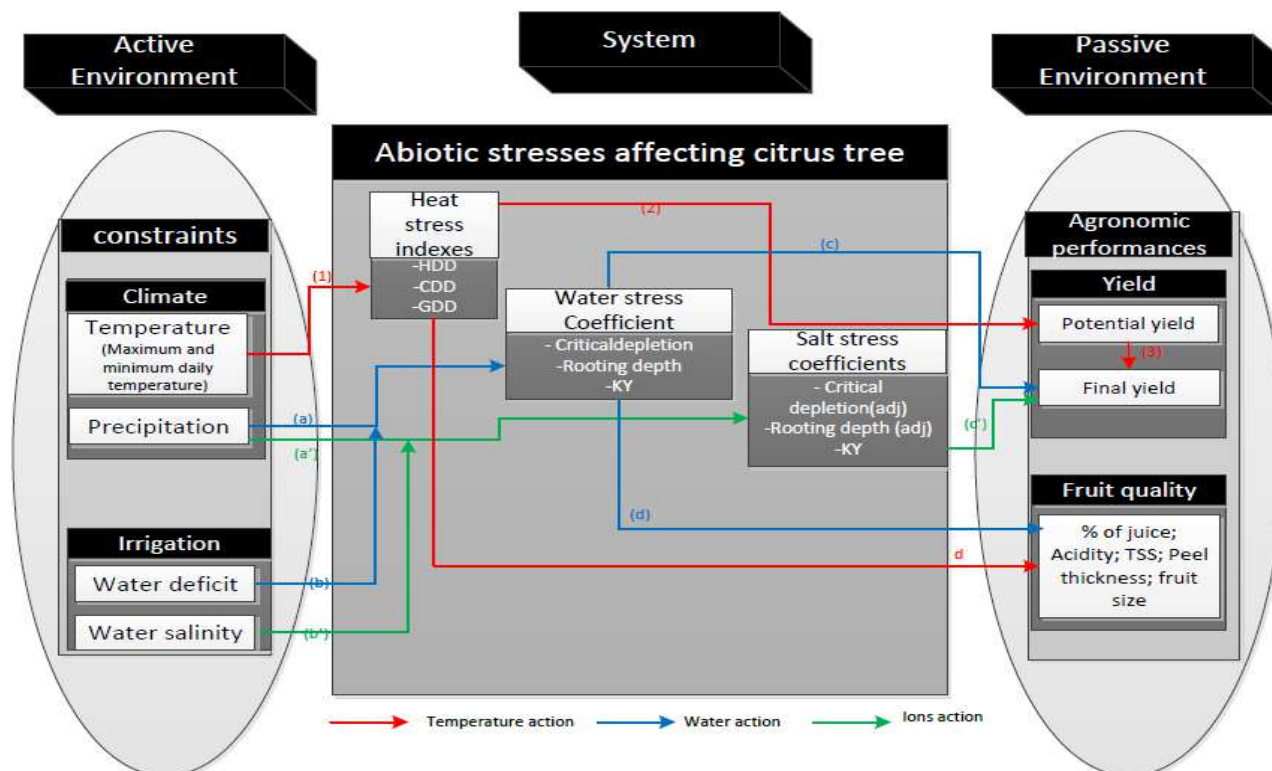 Active
Environment
System
Passive
Environment
Abiotic stresses affecting citrus tree
constraints
Climate
Temperature
(Maximum and
minimum daily
temperature)
Precipitation
Irrigation
Water deficit
Water salinity
(1)
(a)
(a')
(b)
(b')
Heat
stress
indexes
-HDD
-CDD
-GDD
Water stress
Coefficient
- Criticaldepletion
-Rooting depth
-KY
Salt stress
coefficients
- Critical
depletion(adj)
-Rooting depth (adj)
-KY
(2)
(c)
(c')
(d)
d
Agronomic
performances
Yield
Potential yield
(3)
Final yield
Fruit quality
% of juice;
Acidity; TSS; Peel
thickness; fruit
size
Temperature action
Water action
Ions action